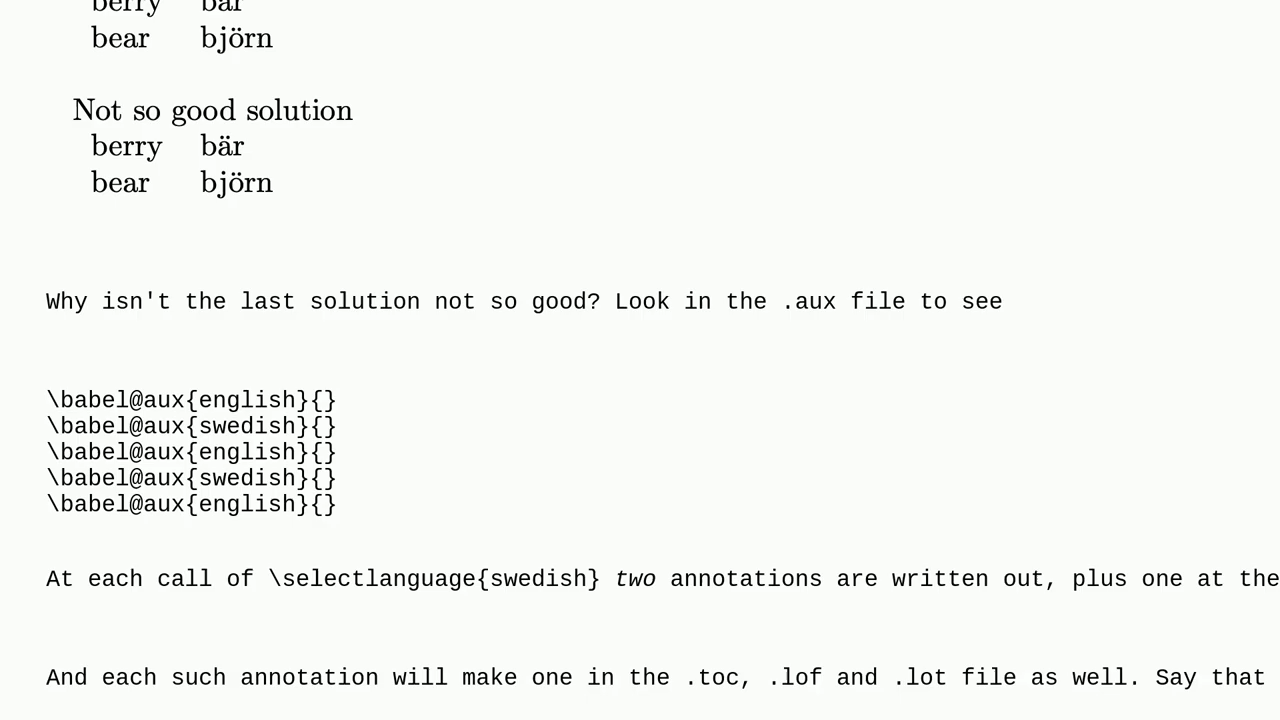 berry bär
bear björn
Not so good solution
berry bär
bear björn
Why isn't the last solution not so good? Look in the .aux file to see
\babel@aux{english}{}
\babel@aux{swedish}{}
\babel@aux{english}{}
\babel@aux{swedish}{}
\babel@aux{english}{}
At each call of \selectlanguage{swedish} two annotations are written out, plus one at the
And each such annotation will make one in the .toc, .lof and .lot file as well. Say that